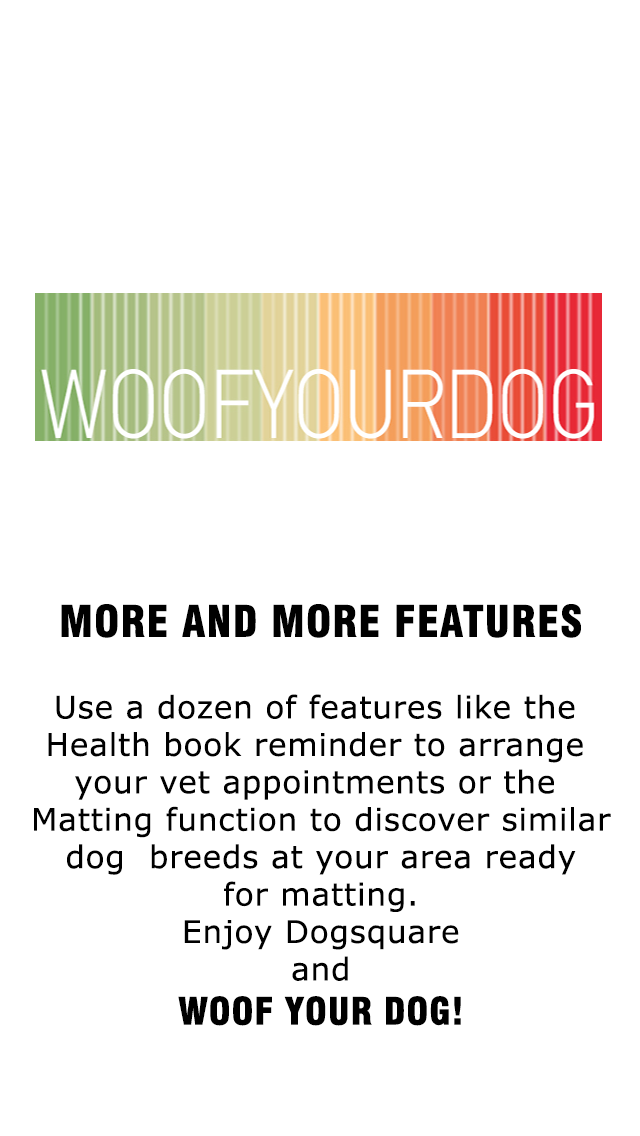 WOOFYOURDOG
MORE AND MORE FEATURES
Use a dozen of features like the
Health book reminder to arrange
your vet appointments or the
Matting function to discover similar
dog  breeds at your area ready
for matting.
Enjoy Dogsquare
and
WOOF YOUR DOG!